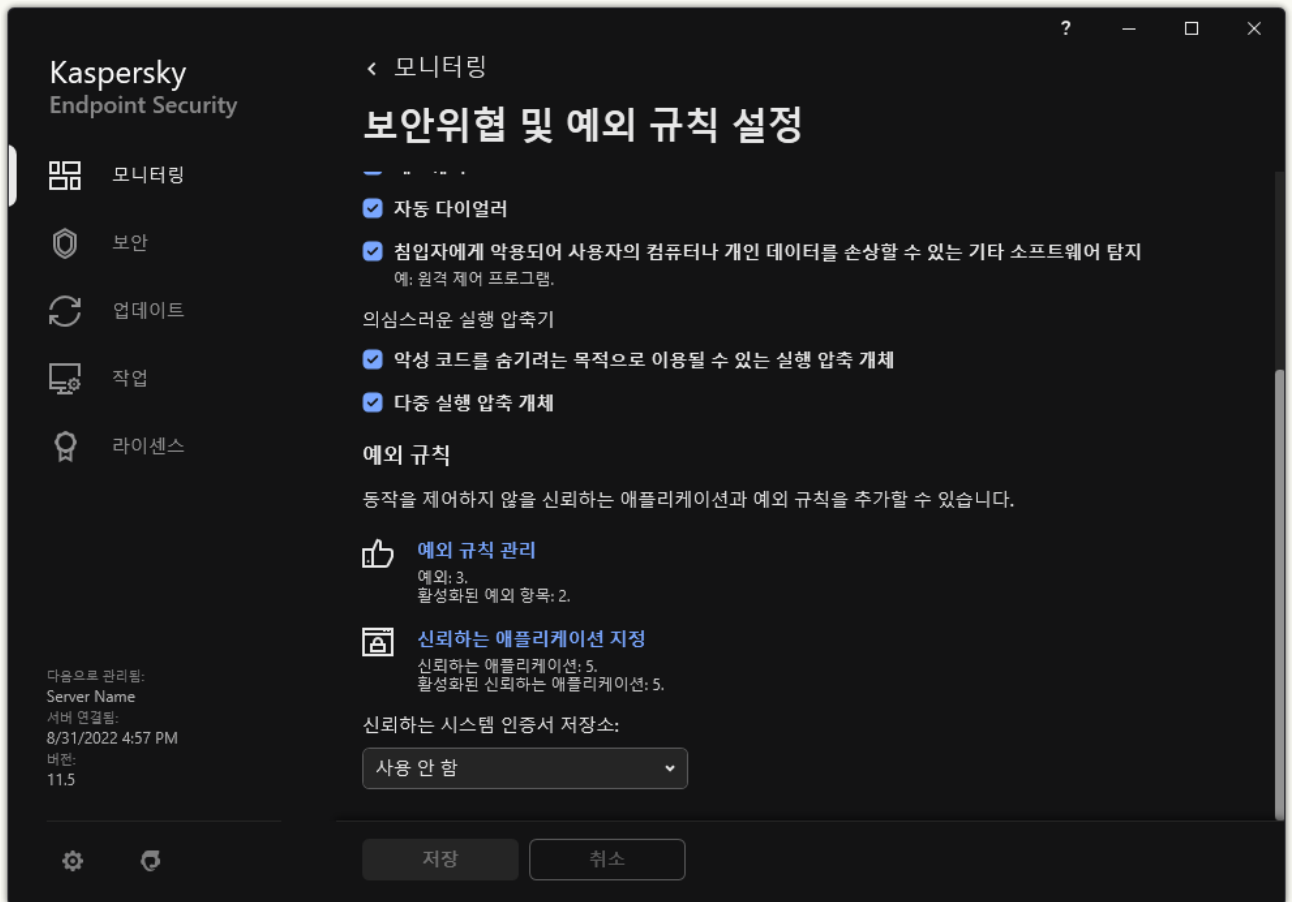 ?
Kaspersky
Endpoint Security
모니터링
보안
업데이트
작업
라이센스
다음으로 관리됨:
Server Name
서버 연결됨:
8/31/2022 4:57 PM
버전:
11.5
모니터링
보안위협 및 예외 규칙 설정
자동 다이얼러
침입자에게 악용되어 사용자의 컴퓨터나 개인 데이터를 손상할 수 있는 기타 소프트웨어 탐지
예: 원격 제어 프로그램.
의심스러운 실행 압축기
악성 코드를 숨기려는 목적으로 이용될 수 있는 실행 압축 개체
다중 실행 압축 개체
예외 규칙
동작을 제어하지 않을 신뢰하는 애플리케이션과 예외 규칙을 추가할 수 있습니다.
예외 규칙 관리
예외: 3.
활성화된 예외 항목: 2.
신뢰하는 애플리케이션 지정
신뢰하는 애플리케이션: 5.
활성화된 신뢰하는 애플리케이션: 5.
신뢰하는 시스템 인증서 저장소:
사용 안 함
저장
취소